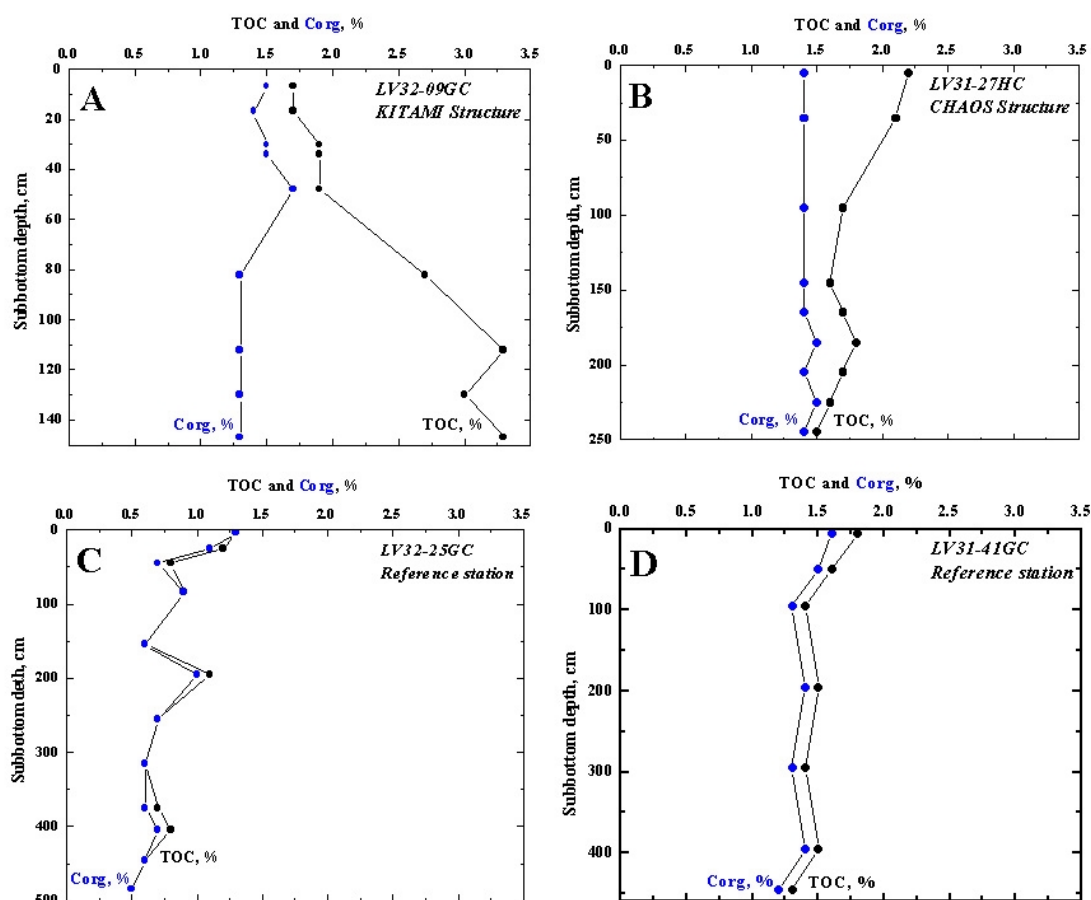 TOC and Corg, %
0.0 0.5 1.0 1.5 2.0 2.5 3.0 3.5
A
LV32-09GC
KITAMI Structure
Subbottom depth, cm
0
20
40
60
80
100
120
140
Corg, %
TOC, %
TOC and Corg, %
0.0 0.5 1.0 1.5 2.0 2.5 3.0 3.5
B
LV31-27HC
CHAOS Structure
Subbottom depth, cm
0
50
100
150
200
250
Corg, %
TOC, %
TOC and Corg, %
0.0 0.5 1.0 1.5 2.0 2.5 3.0 3.5
C
LV32-25GC
Reference station
Subbottom deth, cm
0
100
200
300
400
500
TOC, %
Corg, %
TOC and Corg, %
0.0 0.5 1.0 1.5 2.0 2.5 3.0 3.5
D
LV31-41GC
Reference station
Subbottom depth, cm
0
100
200
300
400
Corg, %
TOC, %